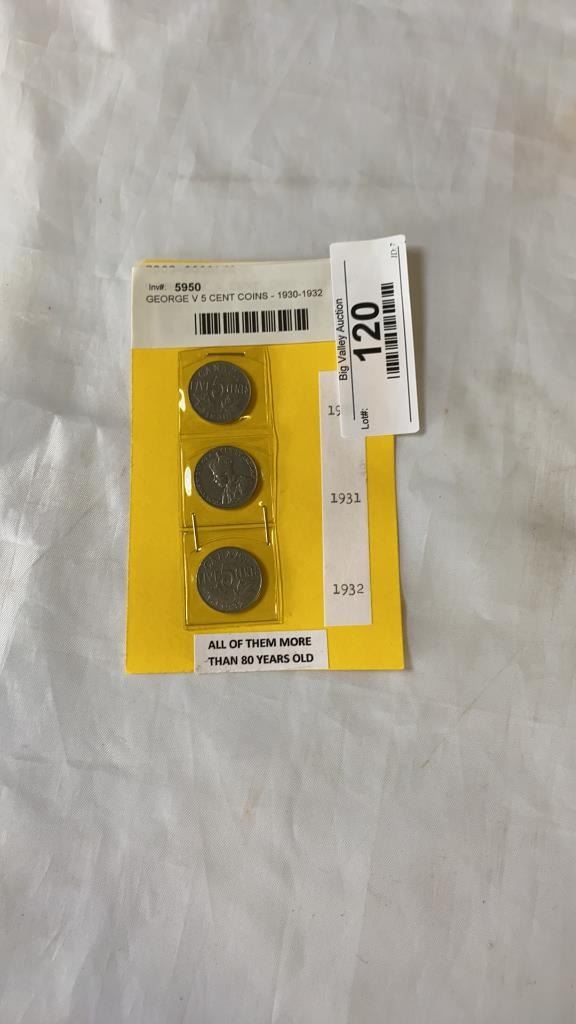 Inv#: 5950
GEORGE V 5 CENT COINS - 1930-1932
Big Valley Auction
Lot#: 120
1931
1932
ALL OF THEM MORE
THAN 80 YEARS OLD